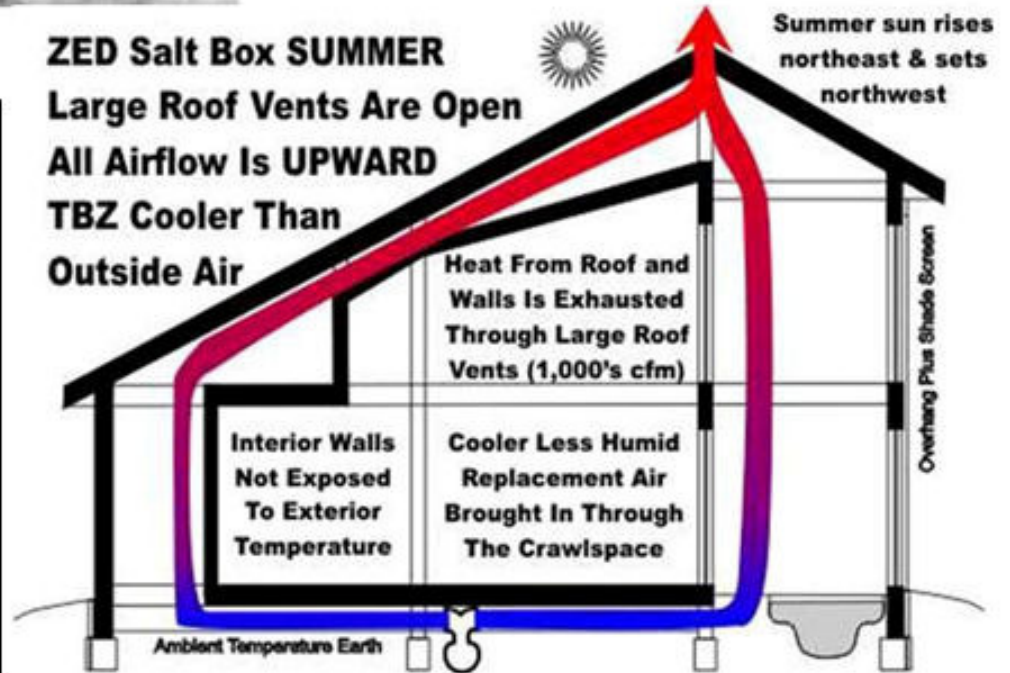 ZED Salt Box SUMMER
Large Roof Vents Are Open
All Airflow Is UPWARD
TBZ Cooler Than
Outside Air
Summer sun rises
northeast & sets
northwest
Heat From Roof and
Walls Is Exhausted
Through Large Roof
Vents (1,000's cfm)
Interior Walls
Not Exposed
To Exterior
Temperature
Cooler Less Humid
Replacement Air
Brought In Through
The Crawlspace
Overhang Plus Shade Screen
Ambient Temperature Earth